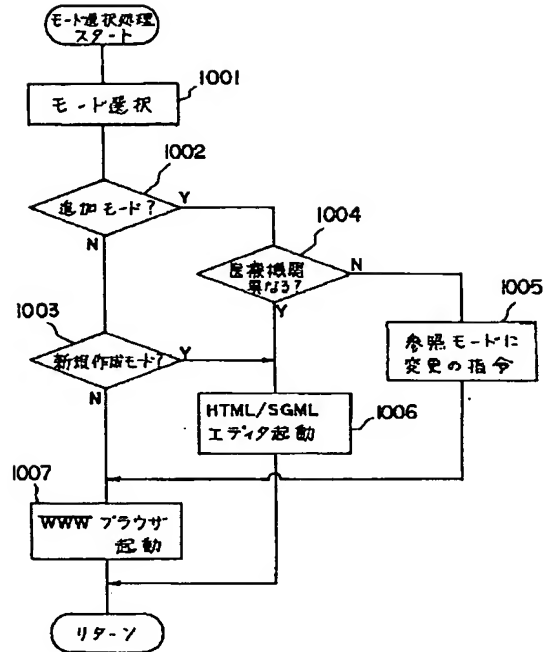 モード選択処理
スタート
1001
モード選択
1002
追加モード?
Y
N
1004
医療機関
異なる?
N
Y
1005
参照モードに
変更の指令
1003
新規作成モード?
Y
N
HTML/SGML
エディタ起動
1006
1007
WWW ブラウザ
起動
リターン